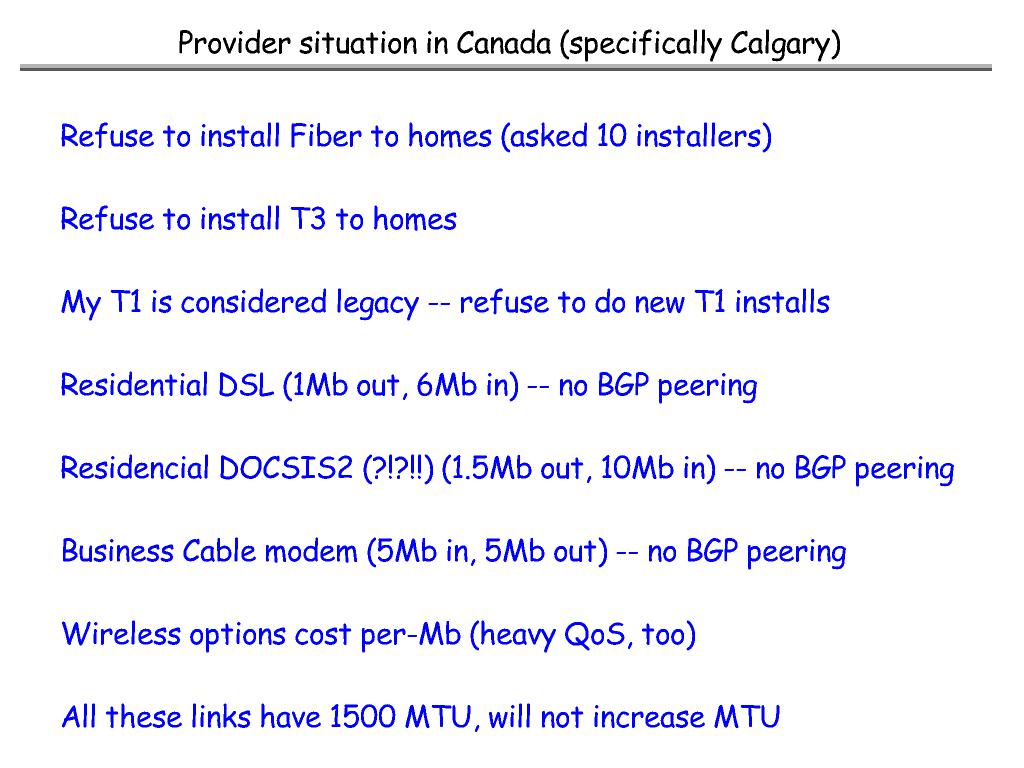 Provider situation in Canada (specifically Calgary)
Refuse to install Fiber to homes (asked 10 installers)
Refuse to install T3 to homes
My T1 is considered legacy -- refuse to do new T1 installs
Residential DSL (1Mb out, 6Mb in) -- no BGP peering
Residencial DOCSIS2 (?!?!!) (1.5Mb out, 10Mb in) -- no BGP peering
Business Cable modem (5Mb in, 5Mb out) -- no BGP peering
Wireless options cost per-Mb (heavy QoS, too)
All these links have 1500 MTU, will not increase MTU